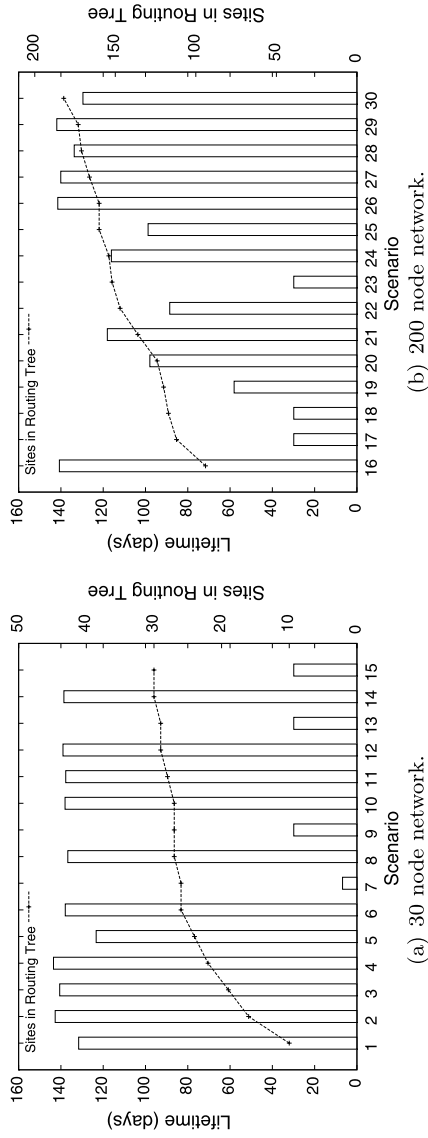 Sites in Routing Tree
Lifetime (days)
Sites in Routing Tree
160
140
120
100
80
60
40
20
0
50
40
30
20
10
0
1 2 3 4 5 6 7 8 9 10 11 12 13 14 15
Scenario
(a) 30 node network.
Sites in Routing Tree
Lifetime (days)
Sites in Routing Tree
160
140
120
100
80
60
40
20
0
200
150
100
50
0
16 17 18 19 20 21 22 23 24 25 26 27 28 29 30
Scenario
(b) 200 node network.